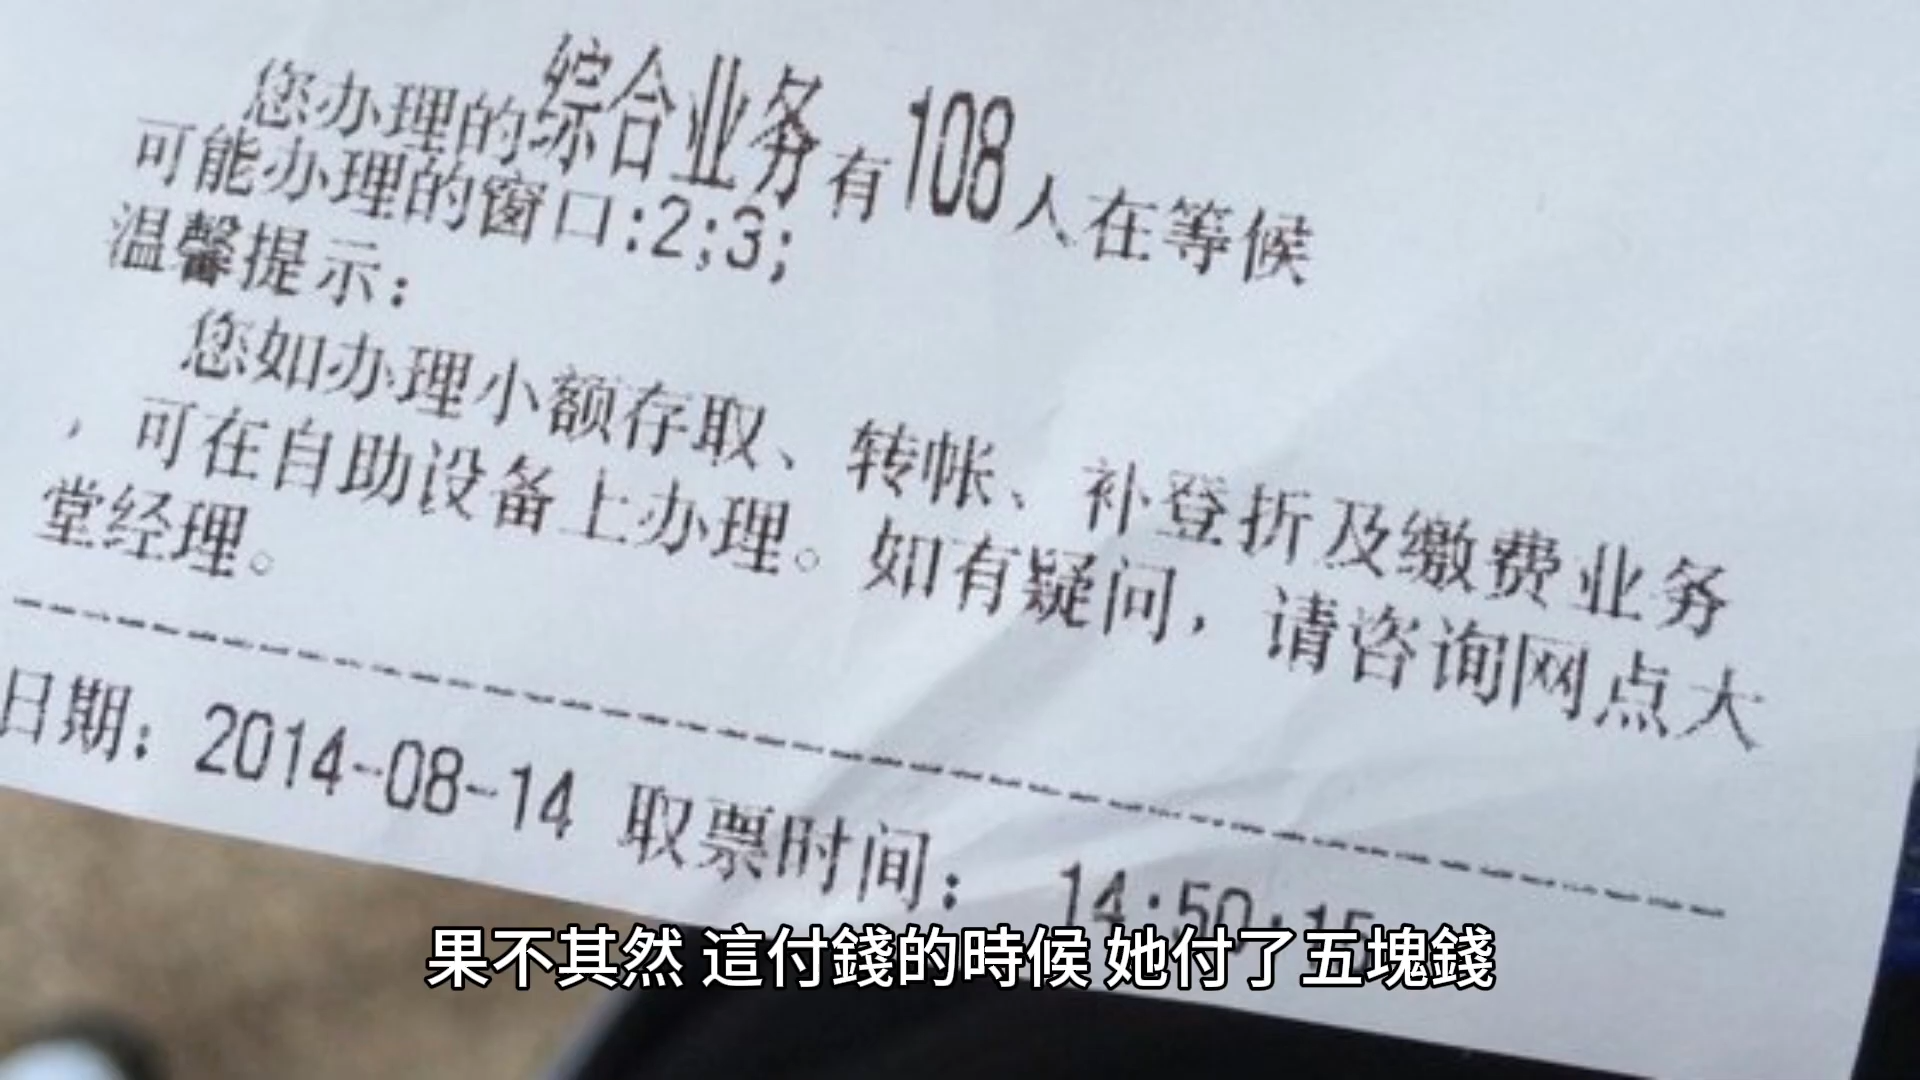 您办理的综合业务有108人在等候
可能办理的窗口:2;3;
温馨提示:
您如办理小额存取、转帐、补登折及缴费业务
，可在自助设备上办理。如有疑问，请咨询网点大
堂经理。
日期: 2014-08-14 取票时间: 14:50:15
果不其然 這付錢的時候 她付了五塊錢